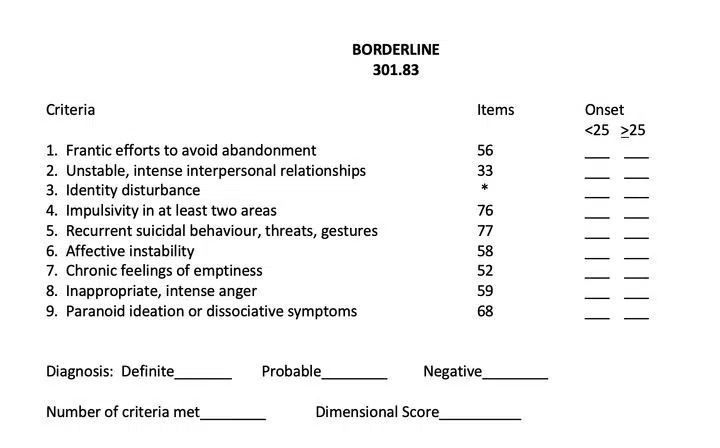 BORDERLINE
301.83
Criteria Items Onset
<25 ≥25
1. Frantic efforts to avoid abandonment 56 ___ ___
2. Unstable, intense interpersonal relationships 33 ___ ___
3. Identity disturbance * ___ ___
4. Impulsivity in at least two areas 76 ___ ___
5. Recurrent suicidal behaviour, threats, gestures 77 ___ ___
6. Affective instability 58 ___ ___
7. Chronic feelings of emptiness 52 ___ ___
8. Inappropriate, intense anger 59 ___ ___
9. Paranoid ideation or dissociative symptoms 68 ___ ___
Diagnosis: Definite_______ Probable________ Negative________
Number of criteria met________ Dimensional Score__________